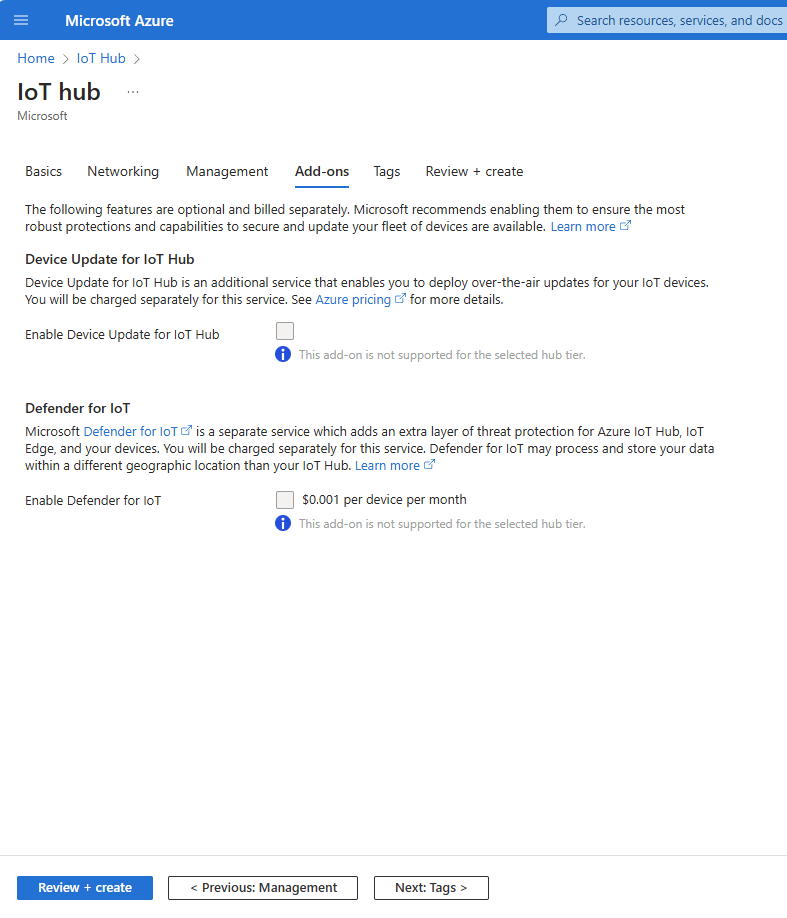 Microsoft Azure
Search resources, services, and docs
Home > IoT Hub >
IoT hub ...
Microsoft
Basics Networking Management Add-ons Tags Review + create
The following features are optional and billed separately. Microsoft recommends enabling them to ensure the most
robust protections and capabilities to secure and update your fleet of devices are available. Learn more
Device Update for IoT Hub
Device Update for IoT Hub is an additional service that enables you to deploy over-the-air updates for your IoT devices.
You will be charged separately for this service. See Azure pricing for more details.
Enable Device Update for IoT Hub
This add-on is not supported for the selected hub tier.
Defender for IoT
Microsoft Defender for IoT is a separate service which adds an extra layer of threat protection for Azure IoT Hub, IoT
Edge, and your devices. You will be charged separately for this service. Defender for IoT may process and store your data
within a different geographic location than your IoT Hub. Learn more
Enable Defender for IoT $0.001 per device per month
This add-on is not supported for the selected hub tier.
Review + create < Previous: Management Next: Tags >